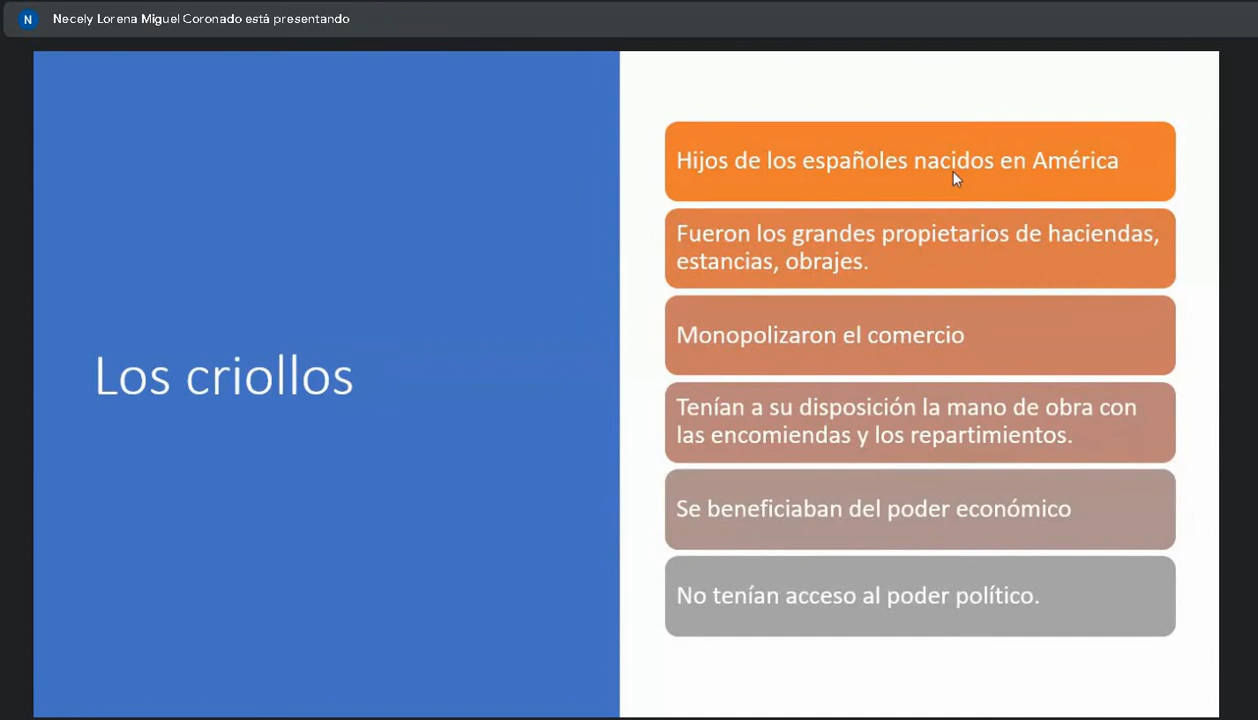 N
Necely Lorena Miguel Coronado está presentando
Los criollos
Hijos de los españoles nacidos en América
Fueron los grandes propietarios de haciendas,
estancias, obrajes.
Monopolizaron el comercio
Tenían a su disposición la mano de obra con
las encomiendas y los repartimientos.
Se beneficiaban del poder económico
No tenían acceso al poder político.